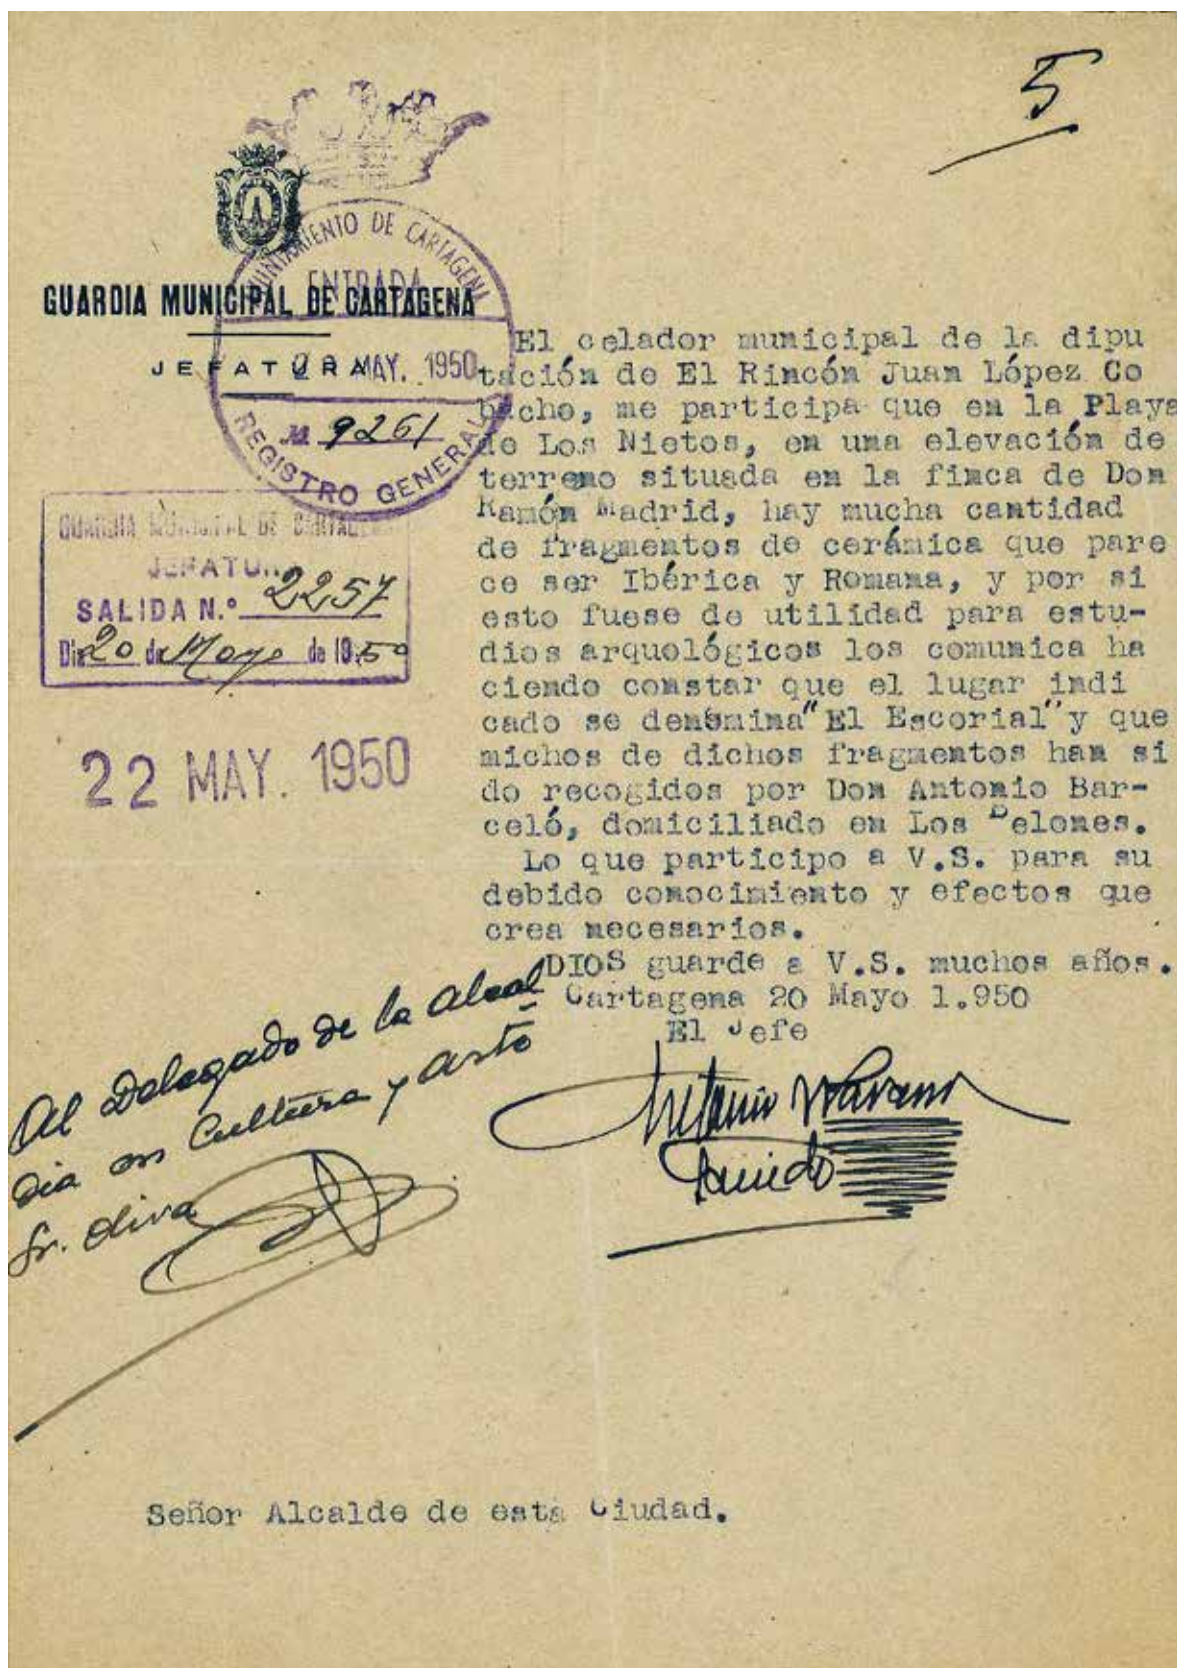 5
AYUNTAMIENTO DE CARTAGENA
ENTRADA
GUARDIA MUNICIPAL DE CARTAGENA
JEFATURA
22 MAY. 1950
Nº 9261
REGISTRO GENERAL
GUARDIA MUNICIPAL DE CARTAGENA
JEFATURA
SALIDA N.º 2257
Dia 20 de Mayo de 1950
22 MAY. 1950
El celador municipal de la dipu
tación de El Rincón Juan López Co
bacho, me participa que en la Playa
de Los Nietos, en una elevación de
terreno situada en la finca de Don
Ramón Madrid, hay mucha cantidad
de fragmentos de cerámica que pare
ce ser Ibérica y Romana, y por si
esto fuese de utilidad para estu-
dios arquológicos los comunica ha
ciendo constar que el lugar indi
cado se denomina "El Escorial" y que
michos de dichos fragmentos han si
do recogidos por Don Antonio Bar-
celó, domiciliado en Los Belones.
Lo que participo a V.S. para su
debido conocimiento y efectos que
crea necesarios.
DIOS guarde a V.S. muchos años.
Cartagena 20 Mayo 1.950
El Jefe
Antonio Navarro
Al Delegado de la Alcal
dia en Cultura y Arte
Sr. Oliva
Señor Alcalde de esta Ciudad.